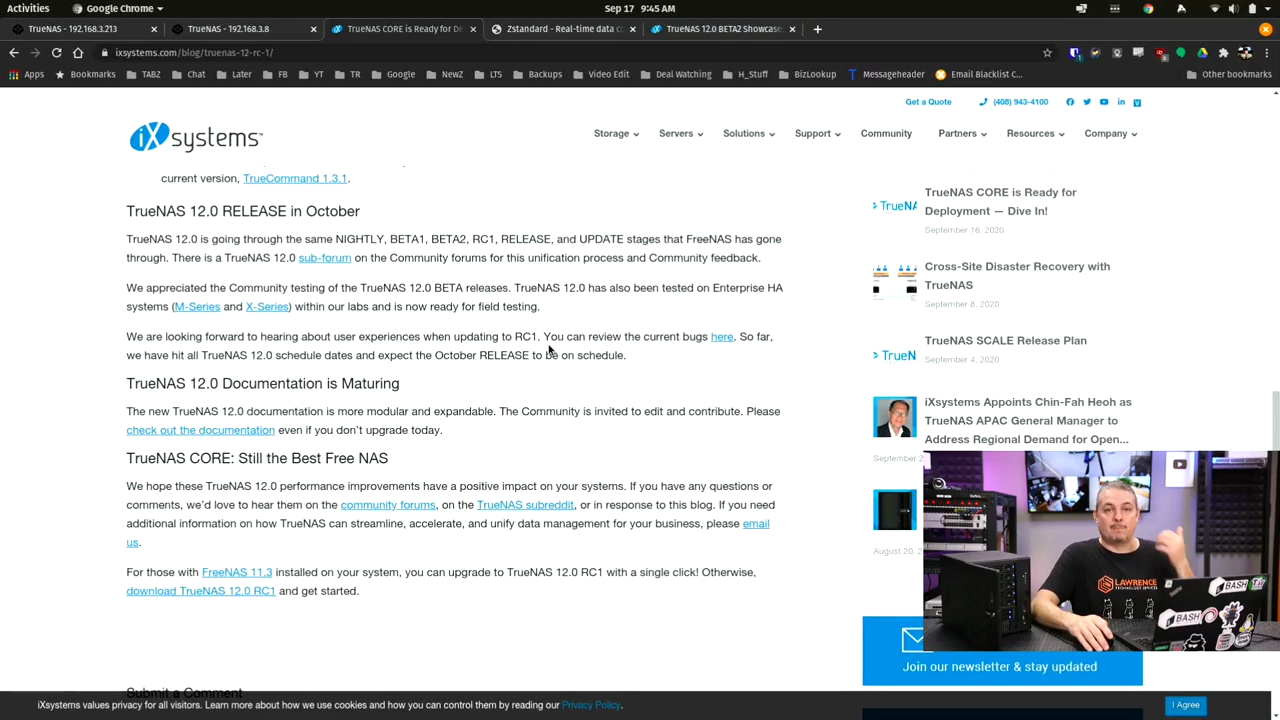 Activities
Google Chrome
Sep 17 9:45 AM
TrueNAS - 192.168.3.213
TrueNAS - 192.168.3.8
TrueNAS CORE is Ready for De
Zstandard - Real-time data co
TrueNAS 12.0 BETA2 Showcase
ixsystems.com/blog/truenas-12-rc-1/
Apps
Bookmarks
TABZ
Chat
Later
FB
YT
TR
Google
NewZ
LTS
Backups
Video Edit
Deal Watching
H_Stuff
BizLookup
Messageheader
Email Blacklist C...
Other bookmarks
Get a Quote
(408) 943-4100
iXsystems
Storage
Servers
Solutions
Support
Community
Partners
Resources
Company
current version, TrueCommand 1.3.1.
TrueNAS 12.0 RELEASE in October
TrueNAS 12.0 is going through the same NIGHTLY, BETA1, BETA2, RC1, RELEASE, and UPDATE stages that FreeNAS has gone
through. There is a TrueNAS 12.0 sub-forum on the Community forums for this unification process and Community feedback.
We appreciated the Community testing of the TrueNAS 12.0 BETA releases. TrueNAS 12.0 has also been tested on Enterprise HA
systems (M-Series and X-Series) within our labs and is now ready for field testing.
We are looking forward to hearing about user experiences when updating to RC1. You can review the current bugs here. So far,
we have hit all TrueNAS 12.0 schedule dates and expect the October RELEASE to be on schedule.
TrueNAS 12.0 Documentation is Maturing
The new TrueNAS 12.0 documentation is more modular and expandable. The Community is invited to edit and contribute. Please
check out the documentation even if you don't upgrade today.
TrueNAS CORE: Still the Best Free NAS
We hope these TrueNAS 12.0 performance improvements have a positive impact on your systems. If you have any questions or
comments, we'd love to hear them on the community forums, on the TrueNAS subreddit, or in response to this blog. If you need
additional information on how TrueNAS can streamline, accelerate, and unify data management for your business, please email
us.
For those with FreeNAS 11.3 installed on your system, you can upgrade to TrueNAS 12.0 RC1 with a single click! Otherwise,
download TrueNAS 12.0 RC1 and get started.
Submit a Comment
TrueNAS CORE is Ready for
Deployment — Dive In!
September 16, 2020
Cross-Site Disaster Recovery with
TrueNAS
September 8, 2020
TrueNAS SCALE Release Plan
September 4, 2020
iXsystems Appoints Chin-Fah Heoh as
TrueNAS APAC General Manager to
Address Regional Demand for Open...
September 2
August 20, 2
LAWRENCE
TECHNOLOGY SERVICES
BASH
BASH
Join our newsletter & stay updated
iXsystems values privacy for all visitors. Learn more about how we use cookies and how you can control them by reading our Privacy Policy.
I Agree